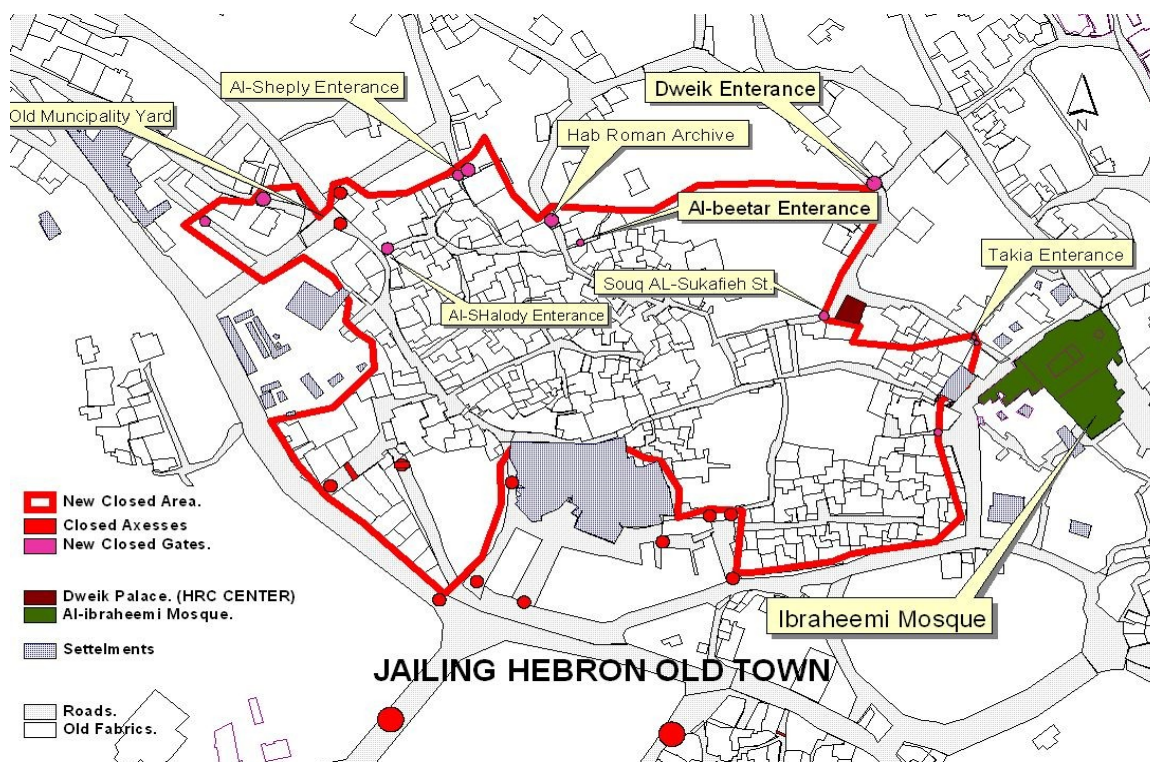 Al-Sheply Enterance
Dweik Enterance
Old Muncipality Yard
Hab Roman Archive
N
Al-beetar Enterance
Takia Enterance
Souq AL-Sukafieh St.
Al-SHalody Enterance
New Closed Area.
Closed Axesses
New Closed Gates.
Dweik Palace. (HRC CENTER)
Al-ibraheemi Mosque.
Ibraheemi Mosque
Settelments
JAILING HEBRON OLD TOWN
Roads.
Old Fabrics.